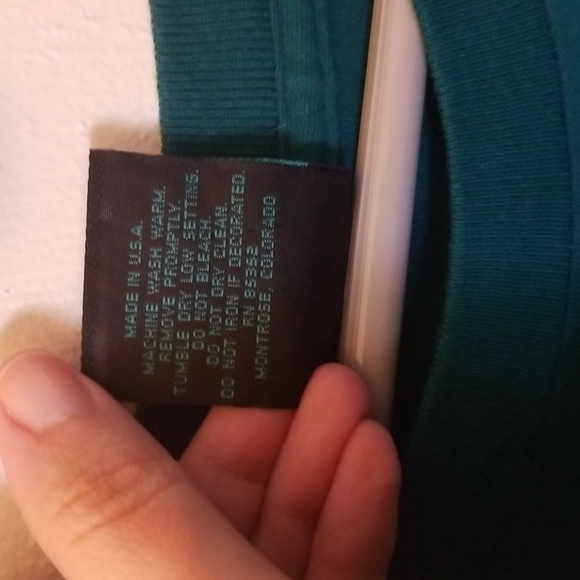 MADE IN U.S.A.
MACHINE WASH WARM.
REMOVE PROMPTLY.
TUMBLE DRY LOW SETTING.
DO NOT BLEACH.
DO NOT DRY CLEAN.
DO NOT IRON IF DECORATED.
RN 86352
MONTROSE, COLORADO